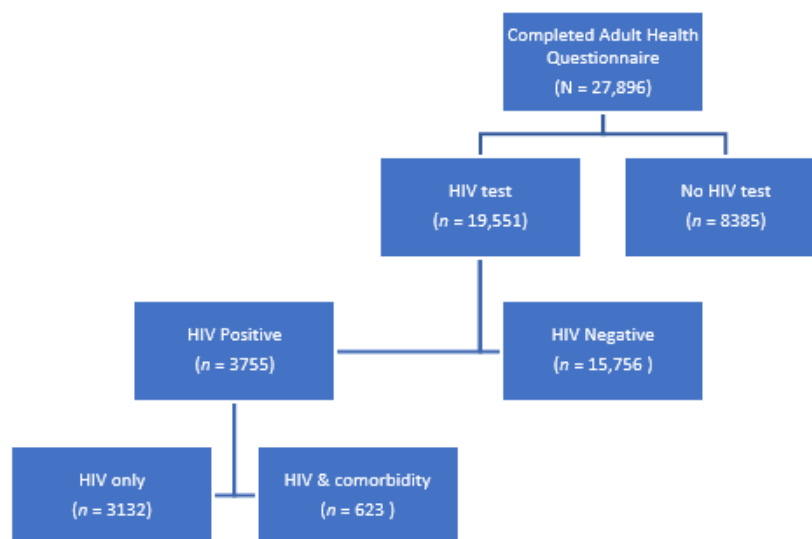 Completed Adult Health
Questionnaire
(N = 27,896)
HIV test
(n = 19,551)
No HIV test
(n = 8385)
HIV Positive
(n = 3755)
HIV Negative
(n = 15,756 )
HIV only
(n = 3132)
HIV & comorbidity
(n = 623 )